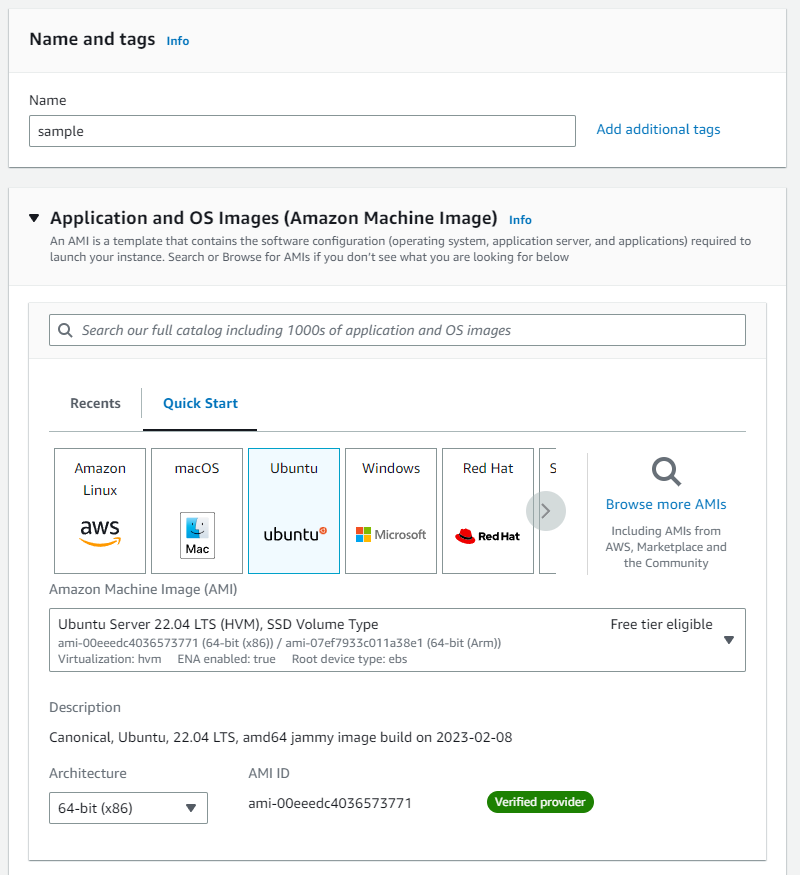 Name and tags Info
Name
sample
Add additional tags
Application and OS Images (Amazon Machine Image) Info
An AMI is a template that contains the software configuration (operating system, application server, and applications) required to
launch your instance. Search or Browse for AMIs if you don't see what you are looking for below
Search our full catalog including 1000s of application and OS images
Recents
Quick Start
Amazon
Linux
aws
macOS
Mac
Ubuntu
ubuntu
Windows
Microsoft
Red Hat
Red Hat
S
Browse more AMIs
Including AMIs from
AWS, Marketplace and
the Community
Amazon Machine Image (AMI)
Ubuntu Server 22.04 LTS (HVM), SSD Volume Type
Free tier eligible
ami-00eeedc4036573771 (64-bit (x86)) / ami-07ef7933c011a38e1 (64-bit (Arm))
Virtualization: hvm ENA enabled: true Root device type: ebs
Description
Canonical, Ubuntu, 22.04 LTS, amd64 jammy image build on 2023-02-08
Architecture
AMI ID
64-bit (x86)
ami-00eeedc4036573771
Verified provider